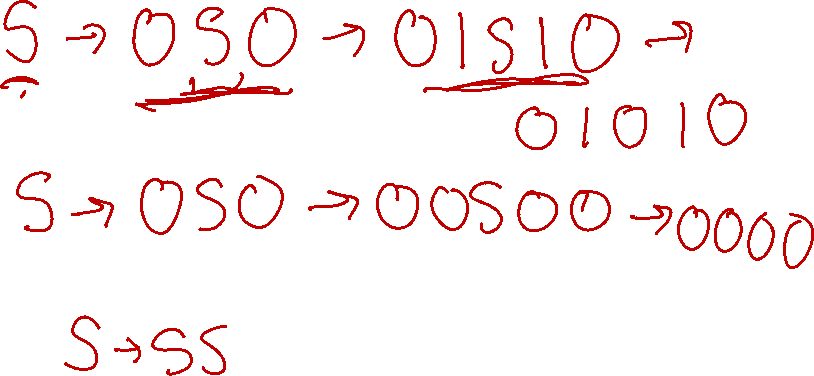 S → 0S0 → 01S10 →
01010
S → 0S0 → 00S00 → 0000
S → SS